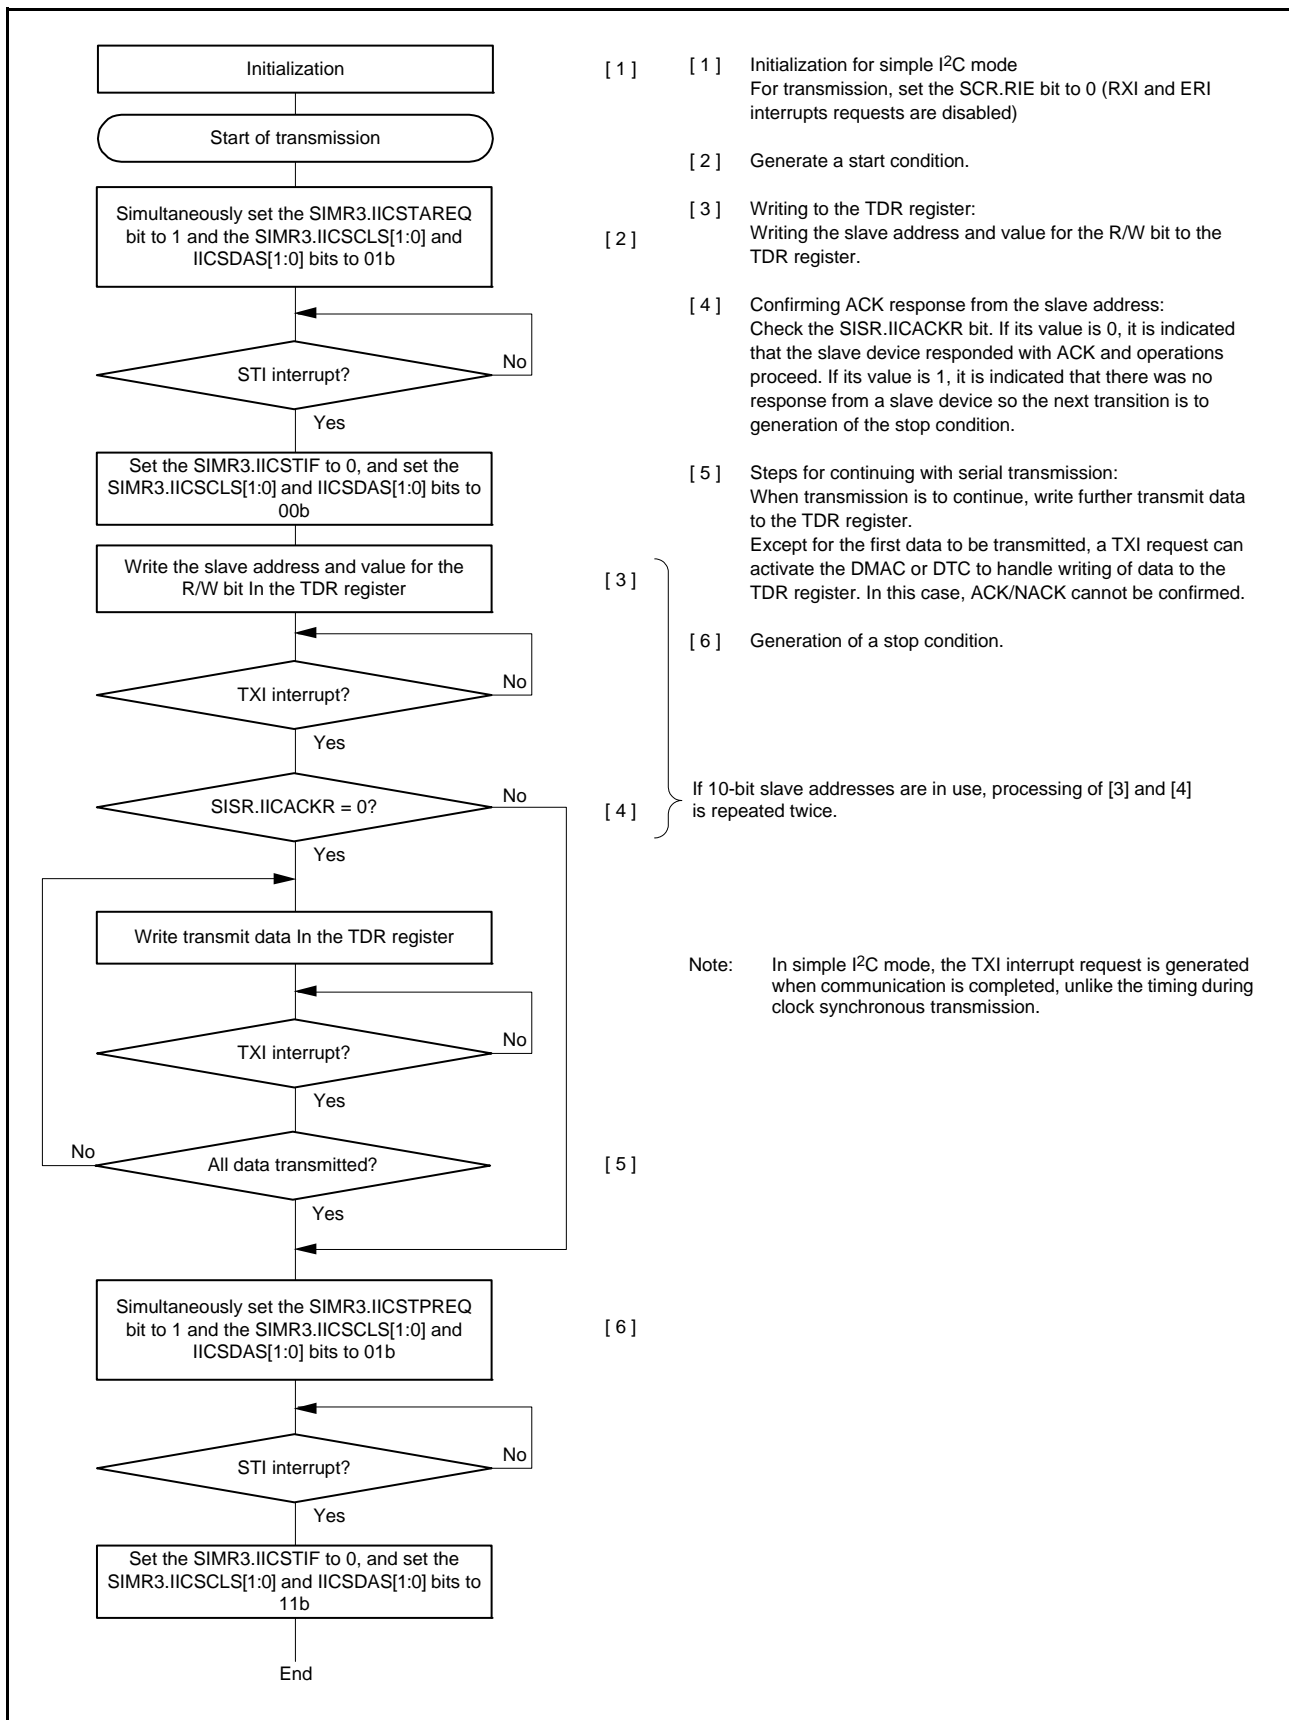 Initialization
[ 1 ]
Start of transmission
Simultaneously set the SIMR3.IICSTAREQ
bit to 1 and the SIMR3.IICSCLS[1:0] and
IICSDAS[1:0] bits to 01b
[ 2 ]
STI interrupt?
No
Yes
Set the SIMR3.IICSTIF to 0, and set the
SIMR3.IICSCLS[1:0] and IICSDAS[1:0] bits to
00b
Write the slave address and value for the
R/W bit In the TDR register
[ 3 ]
TXI interrupt?
No
Yes
SISR.IICACKR = 0?
No
[ 4 ]
Yes
Write transmit data In the TDR register
TXI interrupt?
No
Yes
No
All data transmitted?
[ 5 ]
Yes
Simultaneously set the SIMR3.IICSTPREQ
bit to 1 and the SIMR3.IICSCLS[1:0] and
IICSDAS[1:0] bits to 01b
[ 6 ]
STI interrupt?
No
Yes
Set the SIMR3.IICSTIF to 0, and set the
SIMR3.IICSCLS[1:0] and IICSDAS[1:0] bits to
11b
End
[ 1 ] Initialization for simple I2C mode
For transmission, set the SCR.RIE bit to 0 (RXI and ERI
interrupts requests are disabled)
[ 2 ] Generate a start condition.
[ 3 ] Writing to the TDR register:
Writing the slave address and value for the R/W bit to the
TDR register.
[ 4 ] Confirming ACK response from the slave address:
Check the SISR.IICACKR bit. If its value is 0, it is indicated
that the slave device responded with ACK and operations
proceed. If its value is 1, it is indicated that there was no
response from a slave device so the next transition is to
generation of the stop condition.
[ 5 ] Steps for continuing with serial transmission:
When transmission is to continue, write further transmit data
to the TDR register.
Except for the first data to be transmitted, a TXI request can
activate the DMAC or DTC to handle writing of data to the
TDR register. In this case, ACK/NACK cannot be confirmed.
[ 6 ] Generation of a stop condition.
If 10-bit slave addresses are in use, processing of [3] and [4]
is repeated twice.
Note: In simple I2C mode, the TXI interrupt request is generated
when communication is completed, unlike the timing during
clock synchronous transmission.